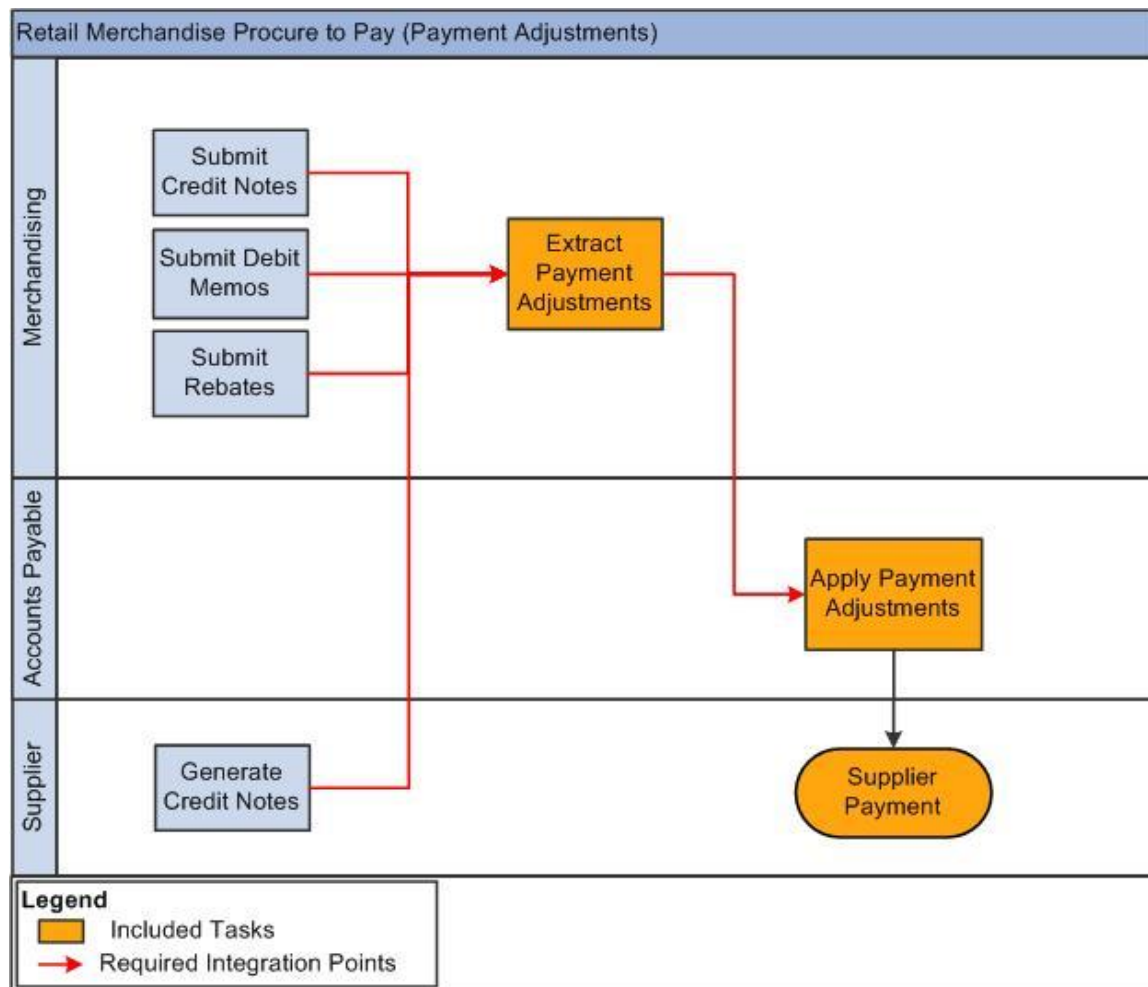 Retail Merchandise Procure to Pay (Payment Adjustments)
Merchandising
Submit
Credit Notes
Submit Debit
Memos
Submit
Rebates
Extract
Payment
Adjustments
Accounts Payable
Apply Payment
Adjustments
Supplier
Generate
Credit Notes
Supplier
Payment
Legend
Included Tasks
Required Integration Points